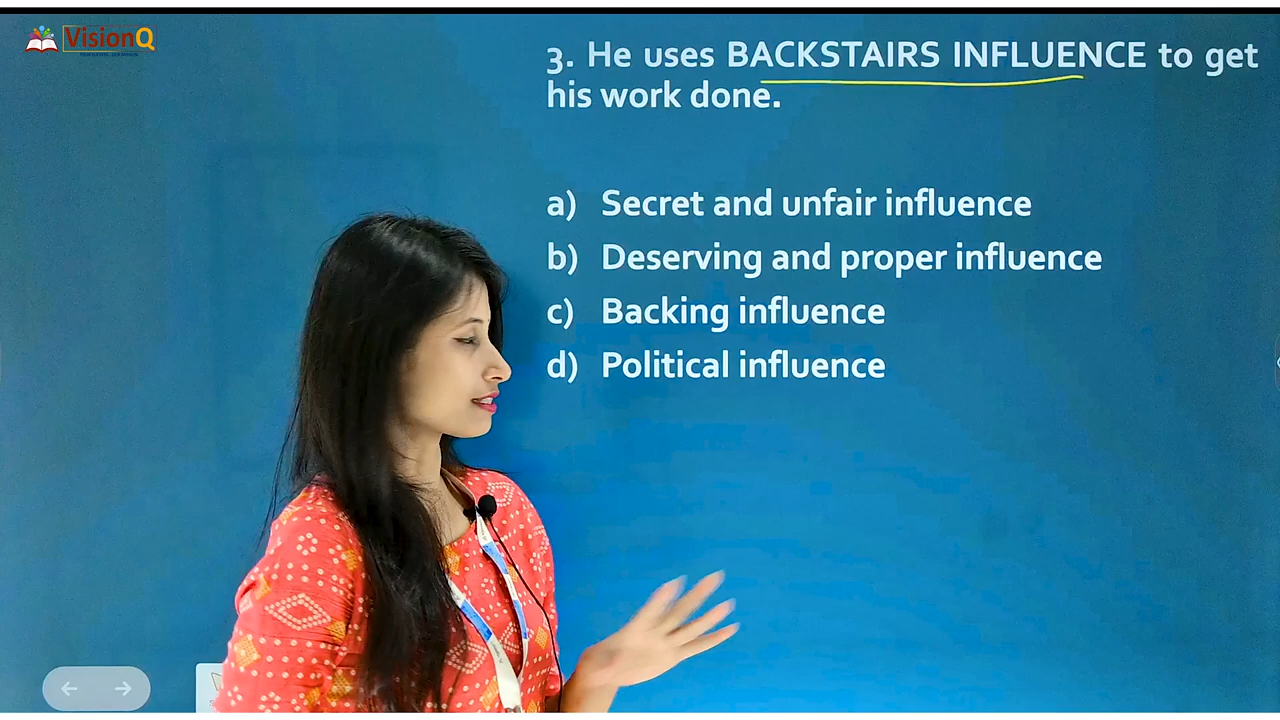 VisionQ
3. He uses BACKSTAIRS INFLUENCE to get
his work done.
a) Secret and unfair influence
b) Deserving and proper influence
c) Backing influence
d) Political influence